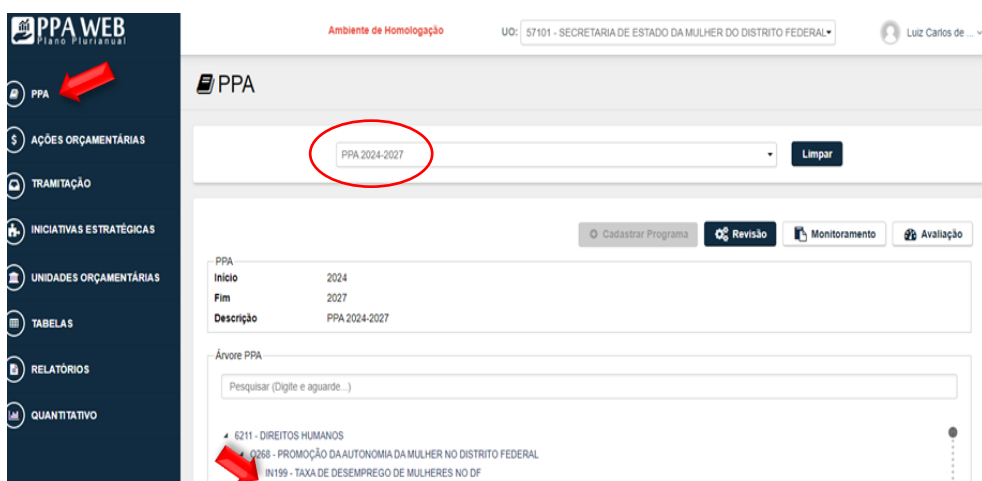 PPA WEB
Plano Plurianual
Ambiente de Homologação
UO: 57101 - SECRETARIA DE ESTADO DA MULHER DO DISTRITO FEDERAL
Luiz Carlos de ...
PPA
AÇÕES ORÇAMENTÁRIAS
TRAMITAÇÃO
INICIATIVAS ESTRATÉGICAS
UNIDADES ORÇAMENTÁRIAS
TABELAS
RELATÓRIOS
QUANTITATIVO
PPA
PPA 2024-2027
Limpar
Cadastrar Programa
Revisão
Monitoramento
Avaliação
PPA
Início 2024
Fim 2027
Descrição PPA 2024-2027
Árvore PPA
Pesquisar (Digite e aguarde...)
6211 - DIREITOS HUMANOS
O268 - PROMOÇÃO DA AUTONOMIA DA MULHER NO DISTRITO FEDERAL
IN199 - TAXA DE DESEMPREGO DE MULHERES NO DF